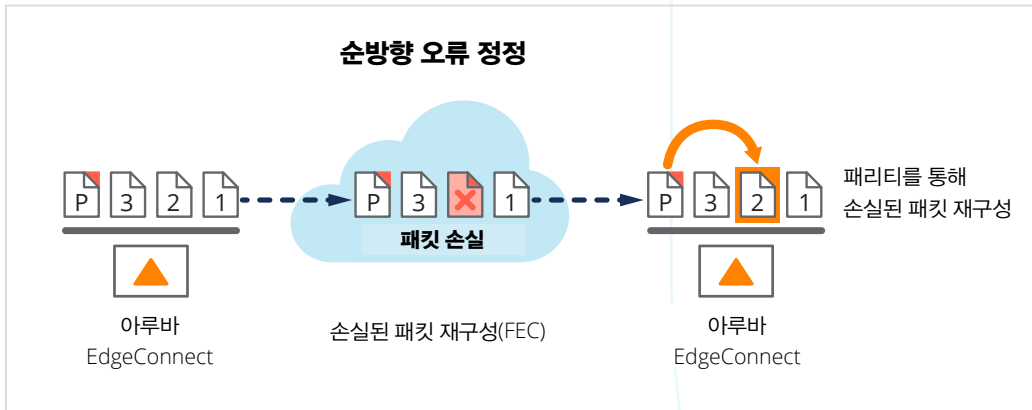 순방향 오류 정정
P 3 2 1
P 3 1
P 3 2 1
패리티를 통해
손실된 패킷 재구성
패킷 손실
아루바
EdgeConnect
손실된 패킷 재구성(FEC)
아루바
EdgeConnect